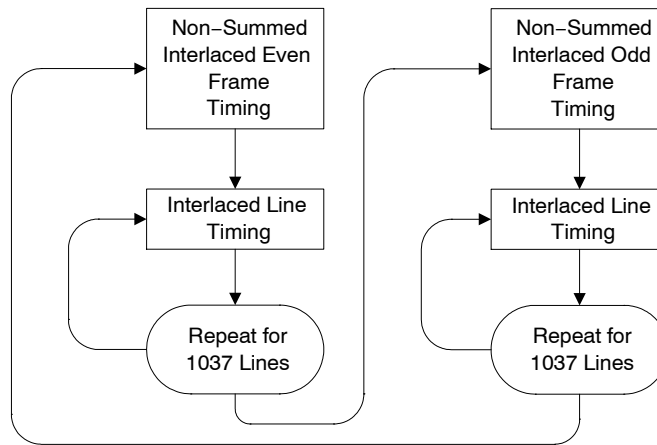 Non−Summed
Interlaced Even
Frame
Timing
Interlaced Line
Timing
Repeat for
1037 Lines
Non−Summed
Interlaced Odd
Frame
Timing
Interlaced Line
Timing
Repeat for
1037 Lines